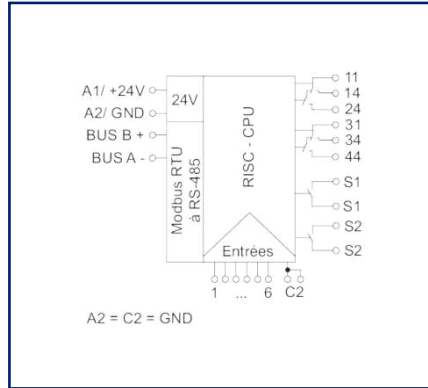 A1/ +24V
A2/ GND
BUS B +
BUS A -
24V
Modbus RTU
à RS-485
RISC - CPU
Entrées
11
14
24
31
34
44
S1
S1
S2
S2
1 ... 6 C2
A2 = C2 = GND